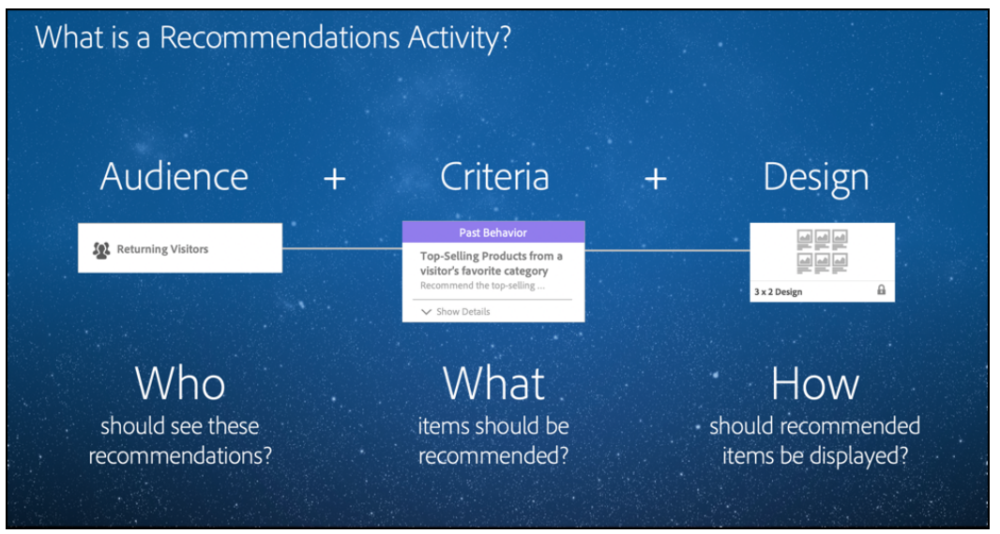 What is a Recommendations Activity?
Audience + Criteria + Design
Returning Visitors
Past Behavior
Top-Selling Products from a
visitor's favorite category
Recommend the top-selling ...
Show Details
3 x 2 Design
Who
should see these
recommendations?
What
items should be
recommended?
How
should recommended
items be displayed?